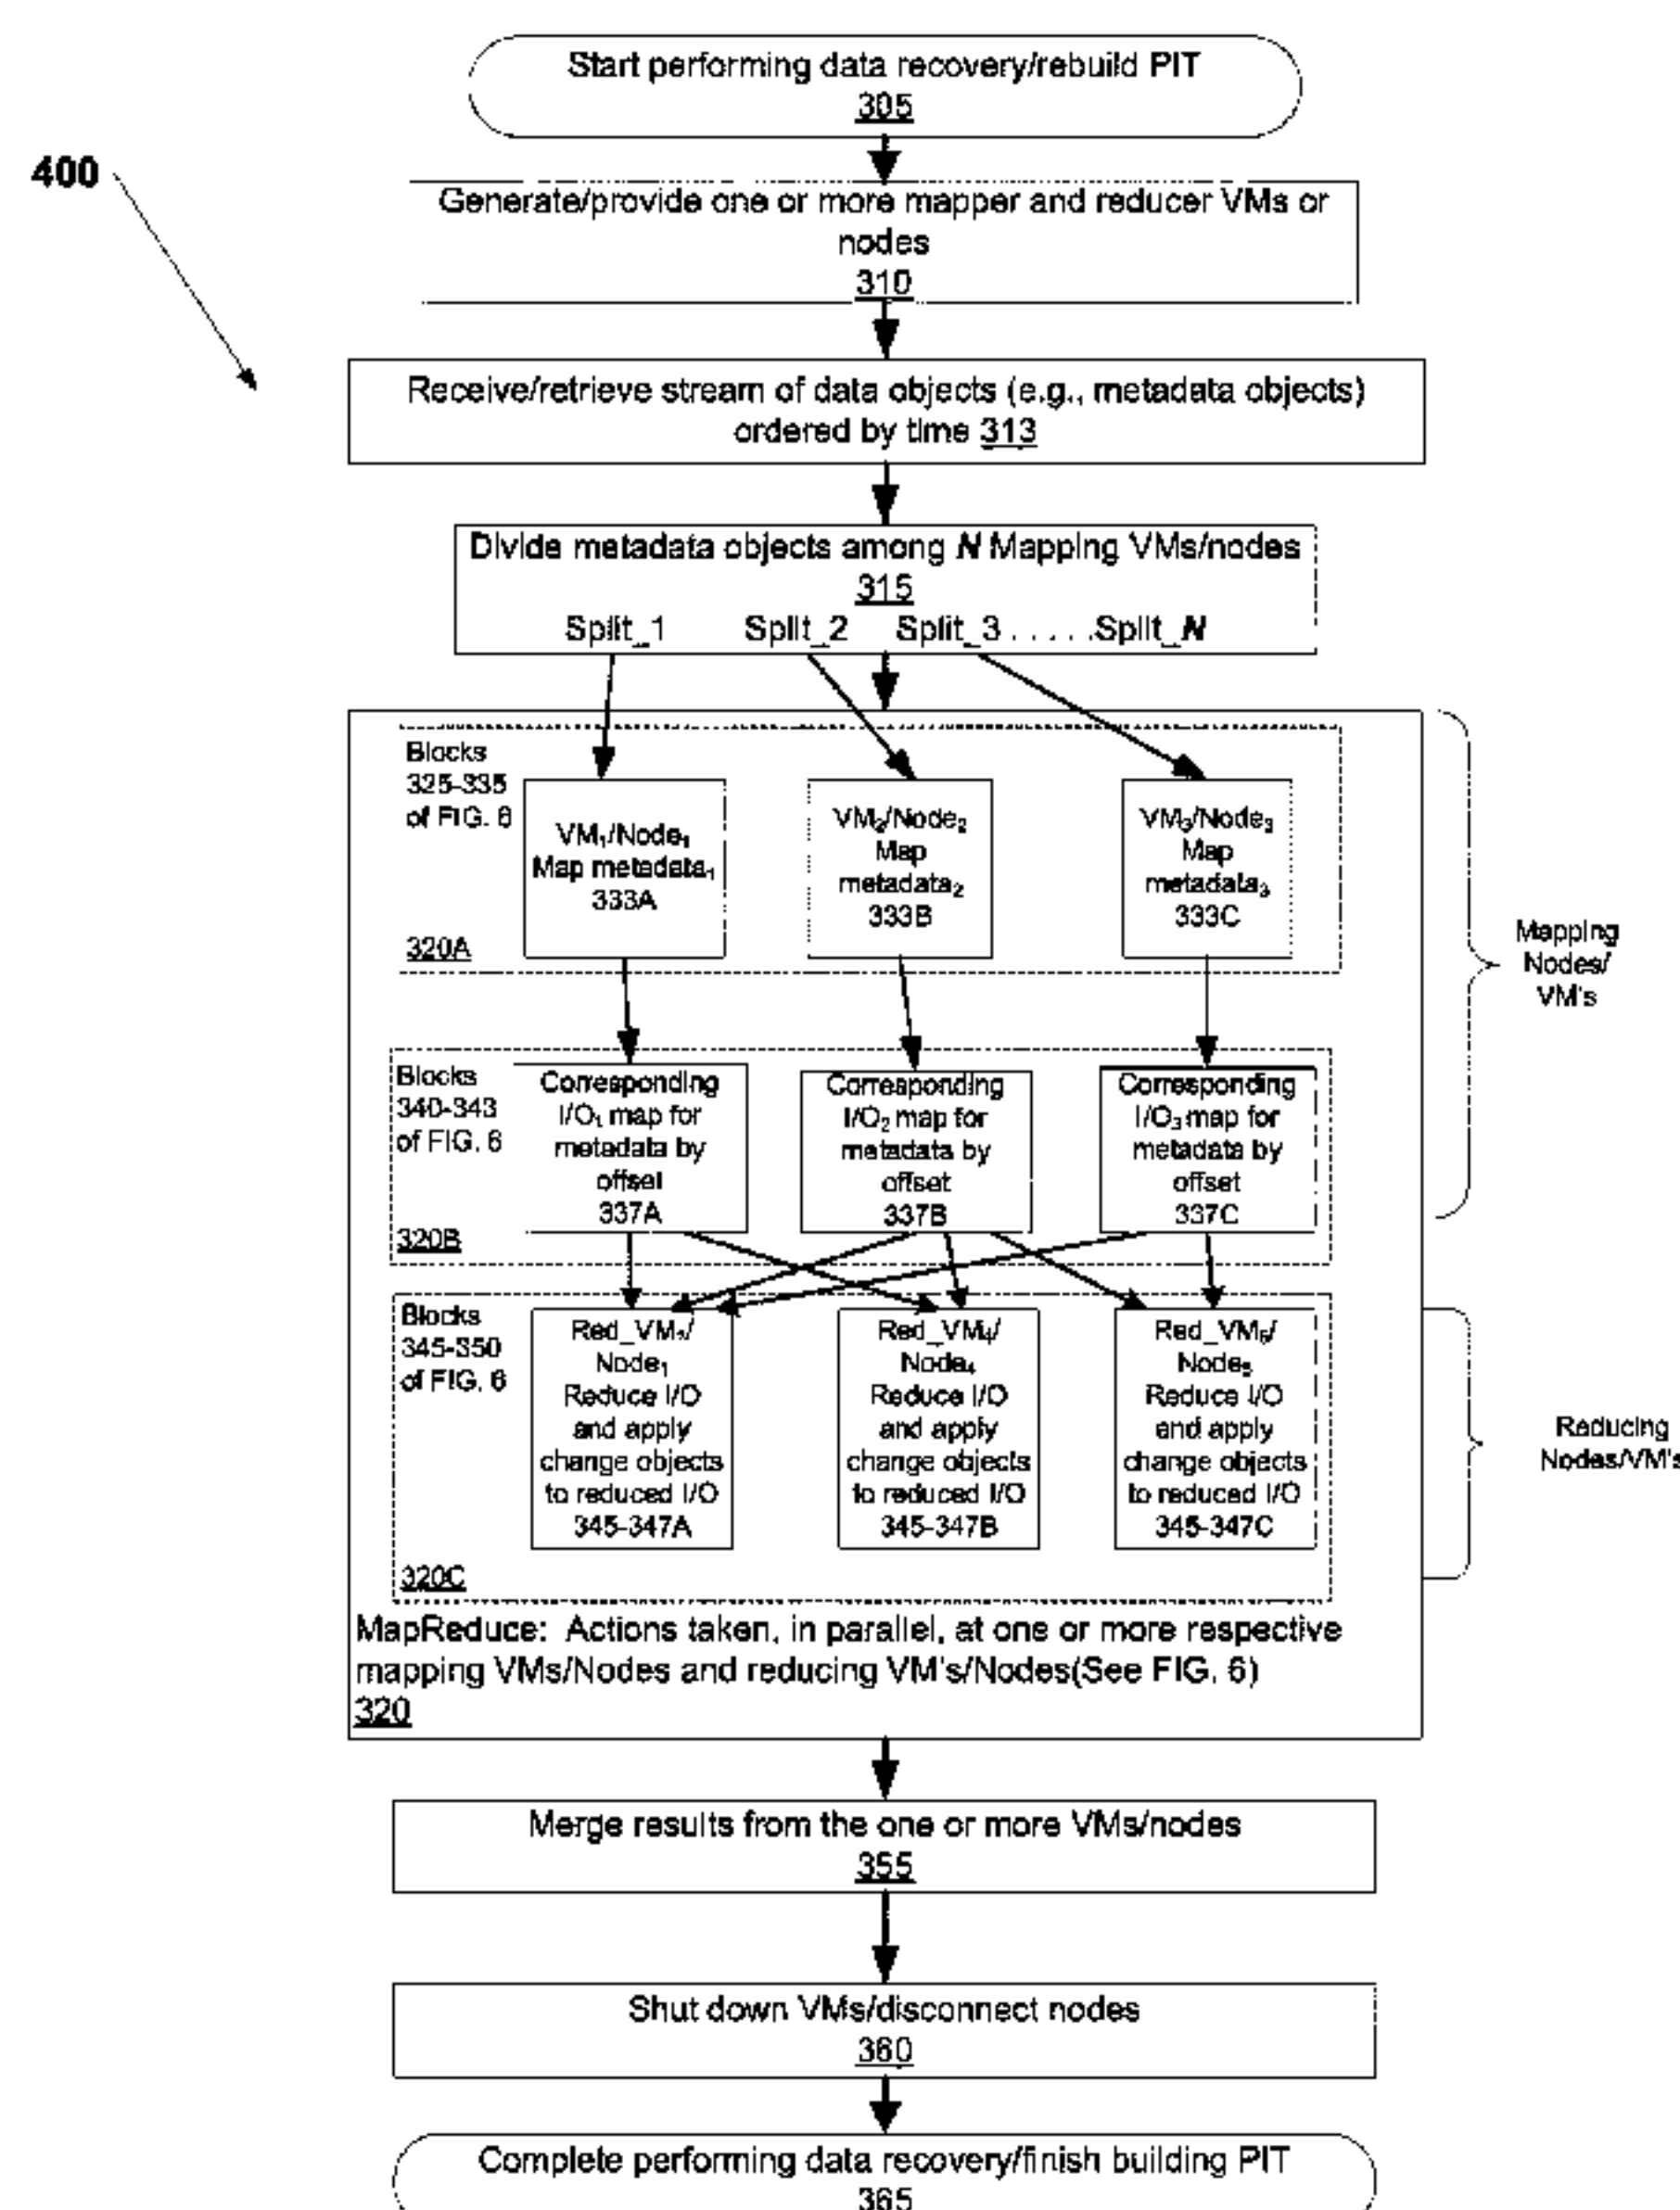 Start performing data recovery/rebuild PIT
305
400
Generate/provide one or more mapper and reducer VMs or
nodes
310
Receive/retrieve stream of data objects (e.g., metadata objects)
ordered by time 313
Divide metadata objects among N Mapping VMs/nodes
315
Split_1 Split_2 Split_3 . . . . .Split_N
Blocks
325-335
of FIG. 6
320A
VM₁/Node₁
Map metadata₁
333A
VM₂/Node₂
Map
metadata₂
333B
VM₃/Node₃
Map
metadata₃
333C
Mapping
Nodes/
VM's
Blocks
340-343
of FIG. 6
320B
Corresponding
I/O₁ map for
metadata by
offset
337A
Corresponding
I/O₂ map for
metadata by
offset
337B
Corresponding
I/O₃ map for
metadata by
offset
337C
Blocks
345-350
of FIG. 6
320C
Node₁
Reduce I/O
and apply
change objects
to reduced I/O
345-347A
Red_VM₄/
Node₄
Reduce I/O
and apply
change objects
to reduced I/O
345-347B
Node₅
Reduce I/O
and apply
change objects
to reduced I/O
345-347C
Reducing
Nodes/VM's
MapReduce: Actions taken, in parallel, at one or more respective
mapping VMs/Nodes and reducing VM's/Nodes(See FIG. 6)
320
Merge results from the one or more VMs/nodes
355
Shut down VMs/disconnect nodes
360
Complete performing data recovery/finish building PIT
365